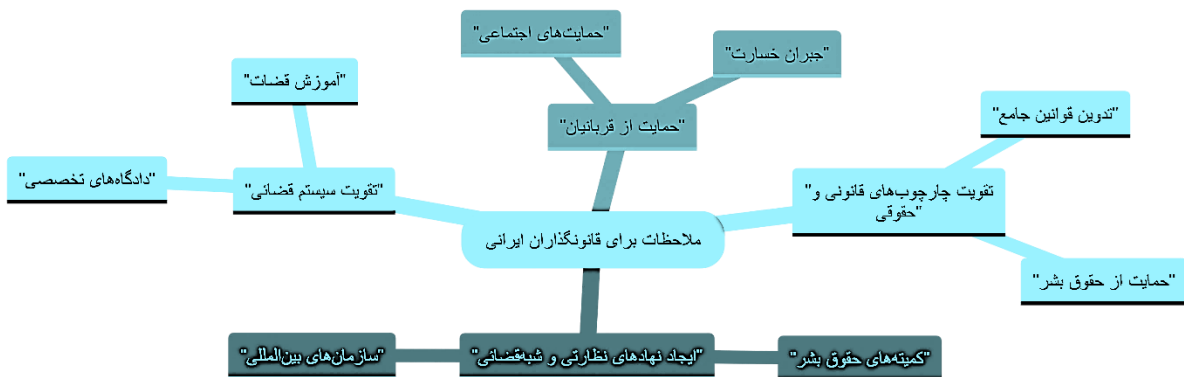 "حمایت‌های اجتماعی"
"جبران خسارت"
"آموزش قضات"
"حمایت از قربانیان"
"تدوین قوانین جامع"
"دادگاه‌های تخصصی"
"تقویت سیستم قضائی"
"تقویت چارچوب‌های قانونی و
حقوقی"
ملاحظات برای قانونگذاران ایرانی
"حمایت از حقوق بشر"
"کمیته‌های حقوق بشر"
"ایجاد نهادهای نظارتی و شبه‌قضائی"
"سازمان‌های بین‌المللی"